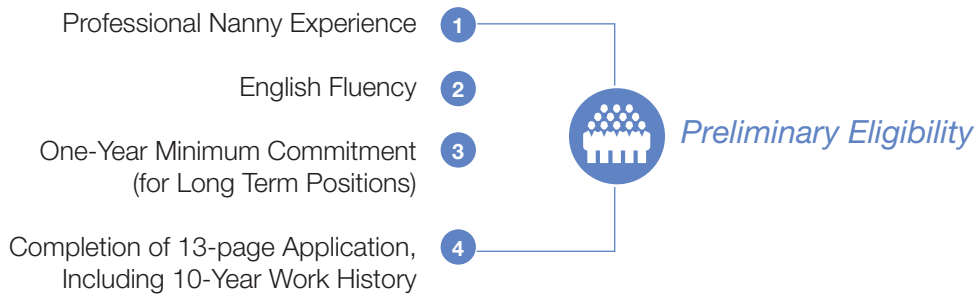 Professional Nanny Experience 1
English Fluency 2
One-Year Minimum Commitment 3
(for Long Term Positions)
Preliminary Eligibility
Completion of 13-page Application, 4
Including 10-Year Work History